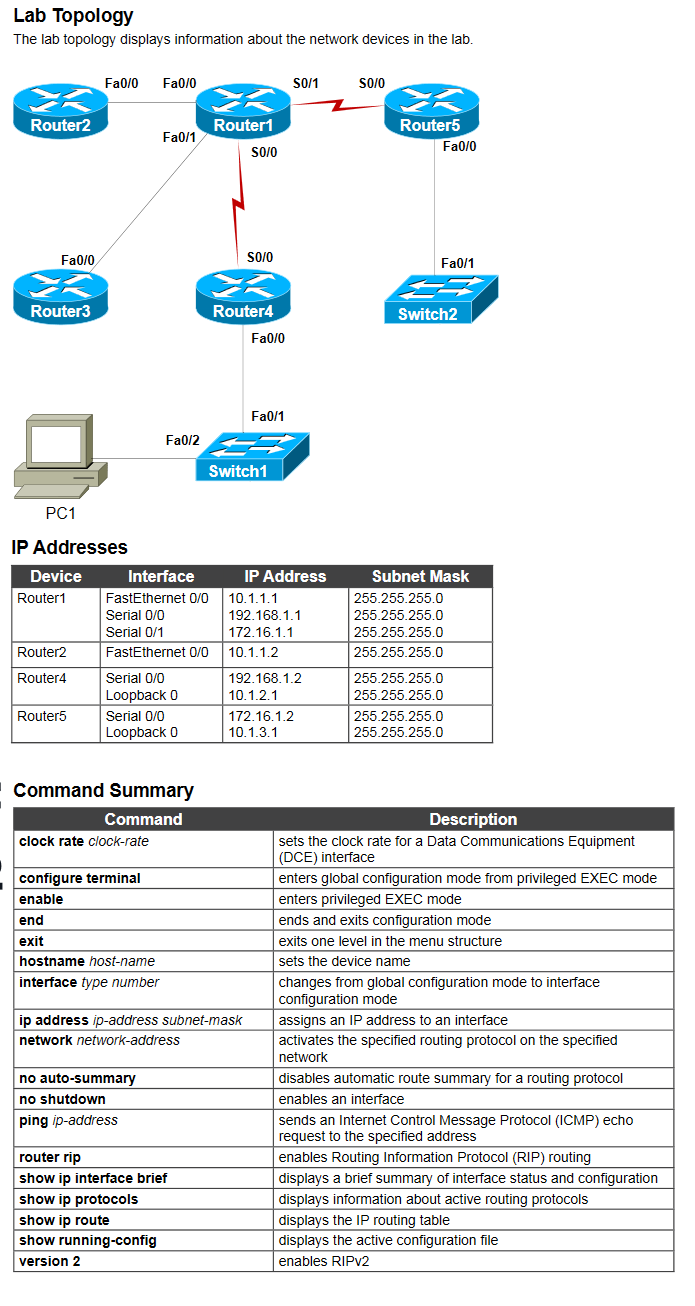 Lab Topology
The lab topology displays information about the network devices in the lab.
Fa0/0 Fa0/0 S0/1 S0/0
Router2 Router1 Router5
Fa0/1 S0/0 Fa0/0
Fa0/0 S0/0 Fa0/1
Router3 Router4 Switch2
Fa0/0
Fa0/1
Fa0/2
Switch1
PC1
IP Addresses
Device Interface IP Address Subnet Mask
Router1 FastEthernet 0/0 10.1.1.1 255.255.255.0
Serial 0/0 192.168.1.1 255.255.255.0
Serial 0/1 172.16.1.1 255.255.255.0
Router2 FastEthernet 0/0 10.1.1.2 255.255.255.0
Router4 Serial 0/0 192.168.1.2 255.255.255.0
Loopback 0 10.1.2.1 255.255.255.0
Router5 Serial 0/0 172.16.1.2 255.255.255.0
Loopback 0 10.1.3.1 255.255.255.0
Command Summary
Command Description
clock rate clock-rate sets the clock rate for a Data Communications Equipment
(DCE) interface
configure terminal enters global configuration mode from privileged EXEC mode
enable enters privileged EXEC mode
end ends and exits configuration mode
exit exits one level in the menu structure
hostname host-name sets the device name
interface type number changes from global configuration mode to interface
configuration mode
ip address ip-address subnet-mask assigns an IP address to an interface
network network-address activates the specified routing protocol on the specified
network
no auto-summary disables automatic route summary for a routing protocol
no shutdown enables an interface
ping ip-address sends an Internet Control Message Protocol (ICMP) echo
request to the specified address
router rip enables Routing Information Protocol (RIP) routing
show ip interface brief displays a brief summary of interface status and configuration
show ip protocols displays information about active routing protocols
show ip route displays the IP routing table
show running-config displays the active configuration file
version 2 enables RIPv2